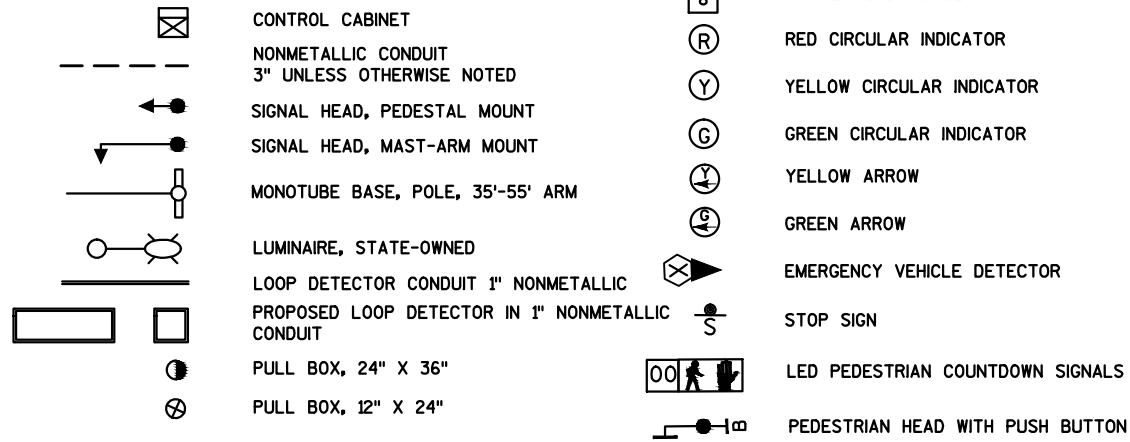 CONTROL CABINET
NONMETALLIC CONDUIT
3" UNLESS OTHERWISE NOTED
SIGNAL HEAD, PEDESTAL MOUNT
SIGNAL HEAD, MAST-ARM MOUNT
MONOTUBE BASE, POLE, 35'-55' ARM
LUMINAIRE, STATE-OWNED
LOOP DETECTOR CONDUIT 1" NONMETALLIC
PROPOSED LOOP DETECTOR IN 1" NONMETALLIC
CONDUIT
PULL BOX, 24" X 36"
PULL BOX, 12" X 24"
R RED CIRCULAR INDICATOR
Y YELLOW CIRCULAR INDICATOR
G GREEN CIRCULAR INDICATOR
Y YELLOW ARROW
G GREEN ARROW
EMERGENCY VEHICLE DETECTOR
S STOP SIGN
00 LED PEDESTRIAN COUNTDOWN SIGNALS
B PEDESTRIAN HEAD WITH PUSH BUTTON